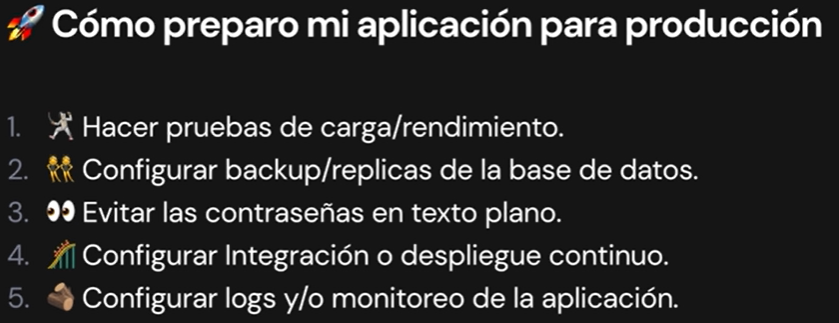 🚀 Cómo preparo mi aplicación para producción
1. 🤺 Hacer pruebas de carga/rendimiento.
2. 👯 Configurar backup/replicas de la base de datos.
3. 👀 Evitar las contraseñas en texto plano.
4. 🎢 Configurar Integración o despliegue continuo.
5. 🪵 Configurar logs y/o monitoreo de la aplicación.